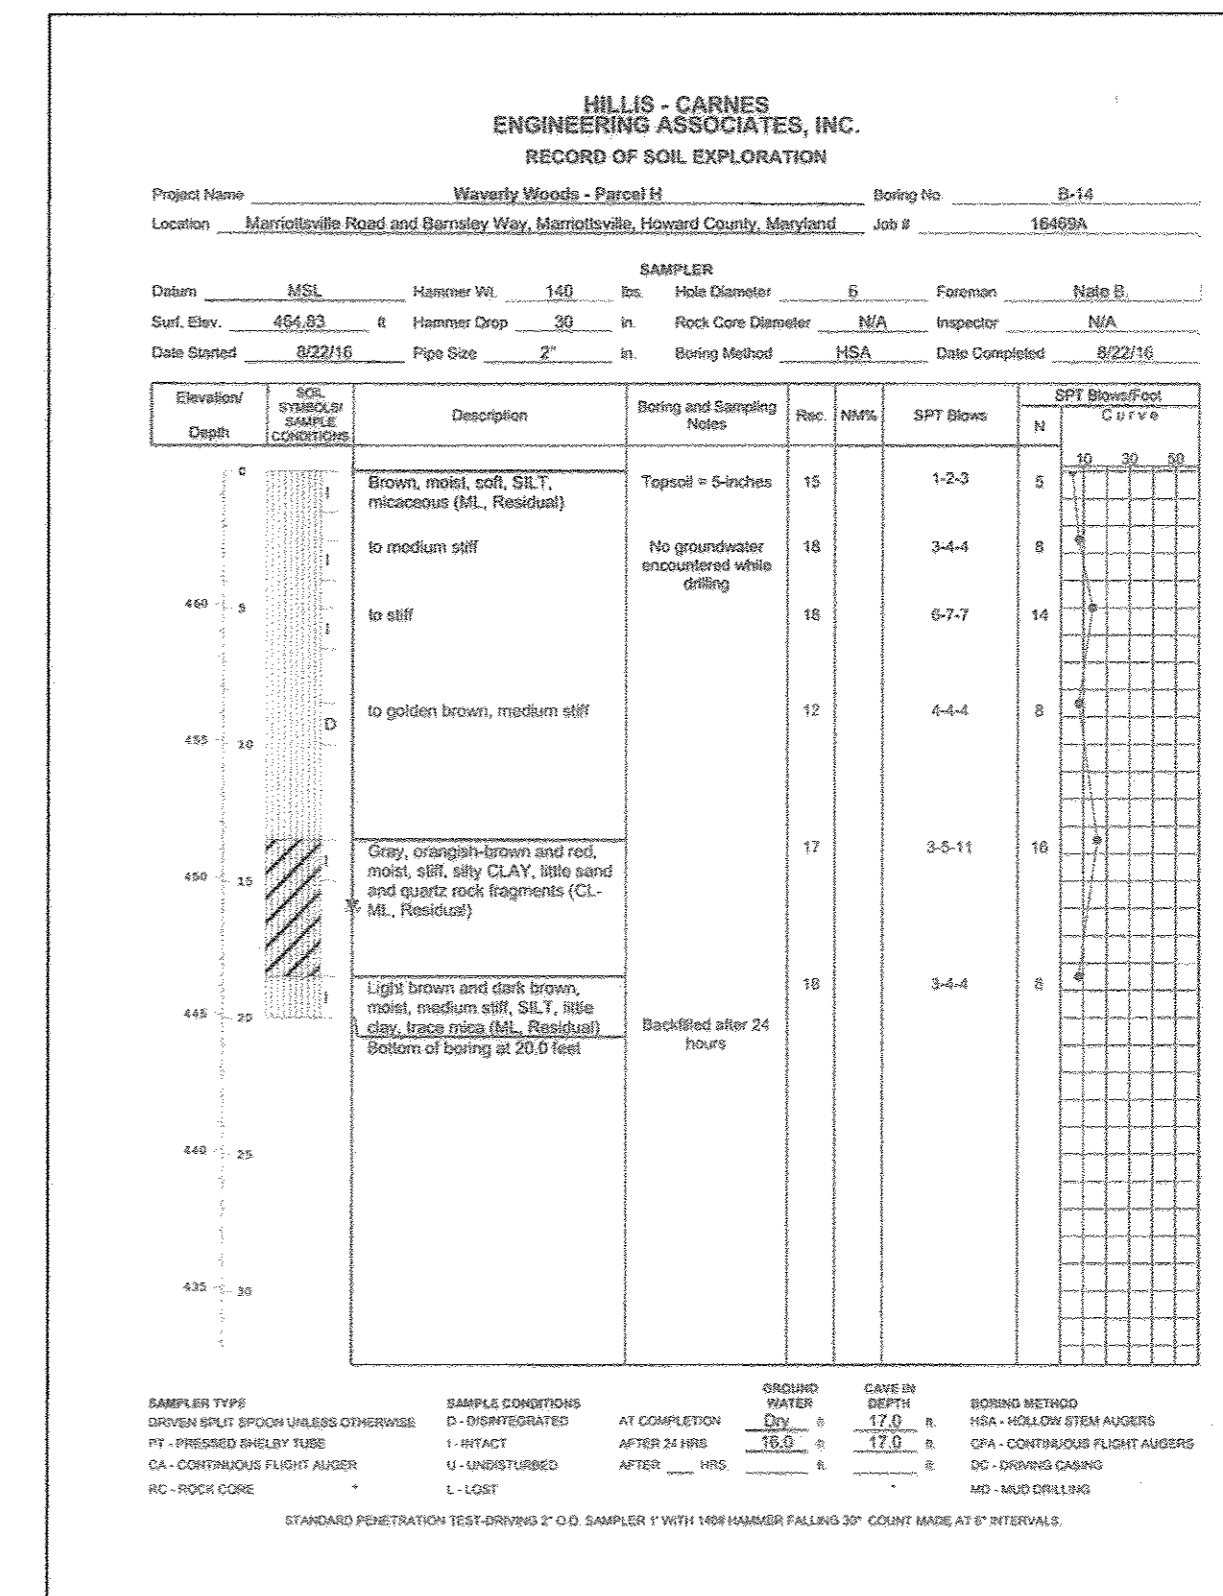 HILLIS - CARNES
ENGINEERING ASSOCIATES, INC.
RECORD OF SOIL EXPLORATION
Project Name Waverly Woods - Parcel H Boring No. B-14
Location Marriottsville Road and Barnsley Way, Marriottsville, Howard County, Maryland Job # 16469A
SAMPLER
Datum MSL Hammer Wt. 140 lbs. Hole Diameter 6 Foreman Nate B.
Surf. Elev. 464.83 ft Hammer Drop 30 in. Rock Core Diameter N/A Inspector N/A
Date Started 8/22/16 Pipe Size 2" in. Boring Method HSA Date Completed 8/22/16
Elevation/ Depth
SOIL SYMBOLS/ SAMPLE CONDITIONS
Description
Boring and Sampling Notes
Rec. NM% SPT Blows
SPT Blows/Foot
N Curve
10 30 50
0 I Brown, moist, soft, SILT, Topsoil = 5-inches 15 1-2-3 5
micaceous (ML, Residual)
I to medium stiff No groundwater 18 3-4-4 8
encountered while
drilling
460 5 I to stiff 18 6-7-7 14
D to golden brown, medium stiff 12 4-4-4 8
455 10
I Gray, orangish-brown and red, 17 3-5-11 16
450 15 moist, stiff, silty CLAY, little sand
and quartz rock fragments (CL-
ML, Residual)
I Light brown and dark brown, 18 3-4-4 8
moist, medium stiff, SILT, little
445 20 clay, trace mica (ML, Residual) Backfilled after 24
Bottom of boring at 20.0 feet hours
440 25
435 30
GROUND WATER CAVE IN DEPTH
SAMPLER TYPE SAMPLE CONDITIONS BORING METHOD
DRIVEN SPLIT SPOON UNLESS OTHERWISE D - DISINTEGRATED AT COMPLETION Dry ft. 17.0 ft. HSA - HOLLOW STEM AUGERS
PT - PRESSED SHELBY TUBE I - INTACT AFTER 24 HRS. 16.0 ft. 17.0 ft. CFA - CONTINUOUS FLIGHT AUGERS
CA - CONTINUOUS FLIGHT AUGER U - UNDISTURBED AFTER ___ HRS. ft. ft. DC - DRIVING CASING
RC - ROCK CORE L - LOST MD - MUD DRILLING
STANDARD PENETRATION TEST-DRIVING 2" O.D. SAMPLER 1' WITH 140# HAMMER FALLING 30" COUNT MADE AT 6" INTERVALS.